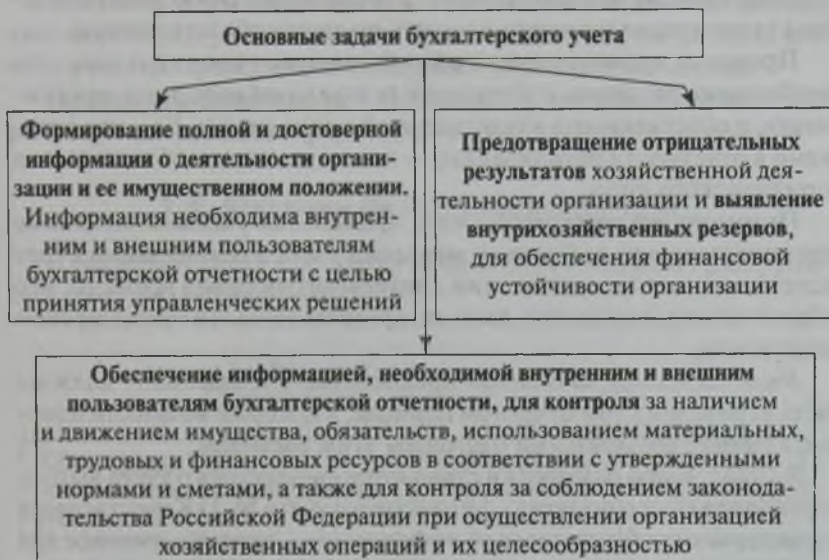 Основные задачи бухгалтерского учета
Формирование полной и достоверной
информации о деятельности органи-
зации и ее имущественном положении.
Информация необходима внутрен-
ним и внешним пользователям
бухгалтерской отчетности с целью
принятия управленческих решений
Предотвращение отрицательных
результатов хозяйственной дея-
тельности организации и выявление
внутрихозяйственных резервов,
для обеспечения финансовой
устойчивости организации
Обеспечение информацией, необходимой внутренним и внешним
пользователям бухгалтерской отчетности, для контроля за наличием
и движением имущества, обязательств, использованием материальных,
трудовых и финансовых ресурсов в соответствии с утвержденными
нормами и сметами, а также для контроля за соблюдением законода-
тельства Российской Федерации при осуществлении организацией
хозяйственных операций и их целесообразностью